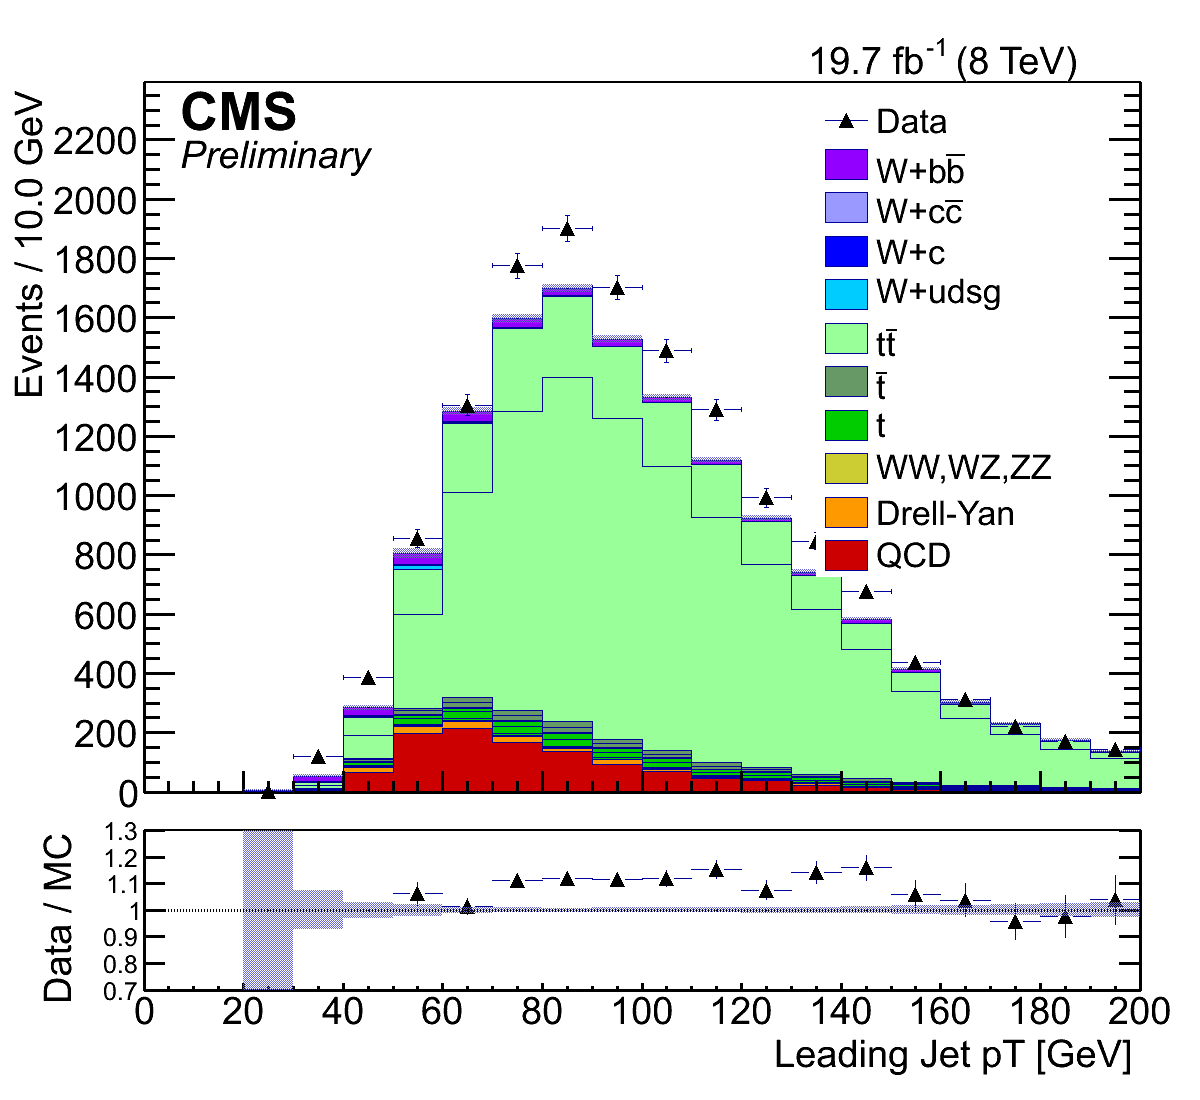 19.7 fb⁻¹ (8 TeV)
CMS
Preliminary
Events / 10.0 GeV
2200
2000
1800
1600
1400
1200
1000
800
600
400
200
0
Data
W+bb̅
W+cc̅
W+c
W+udsg
tt̅
t̅
t
WW,WZ,ZZ
Drell-Yan
QCD
Data / MC
1.3
1.2
1.1
1
0.9
0.8
0.7
0 20 40 60 80 100 120 140 160 180 200
Leading Jet pT [GeV]